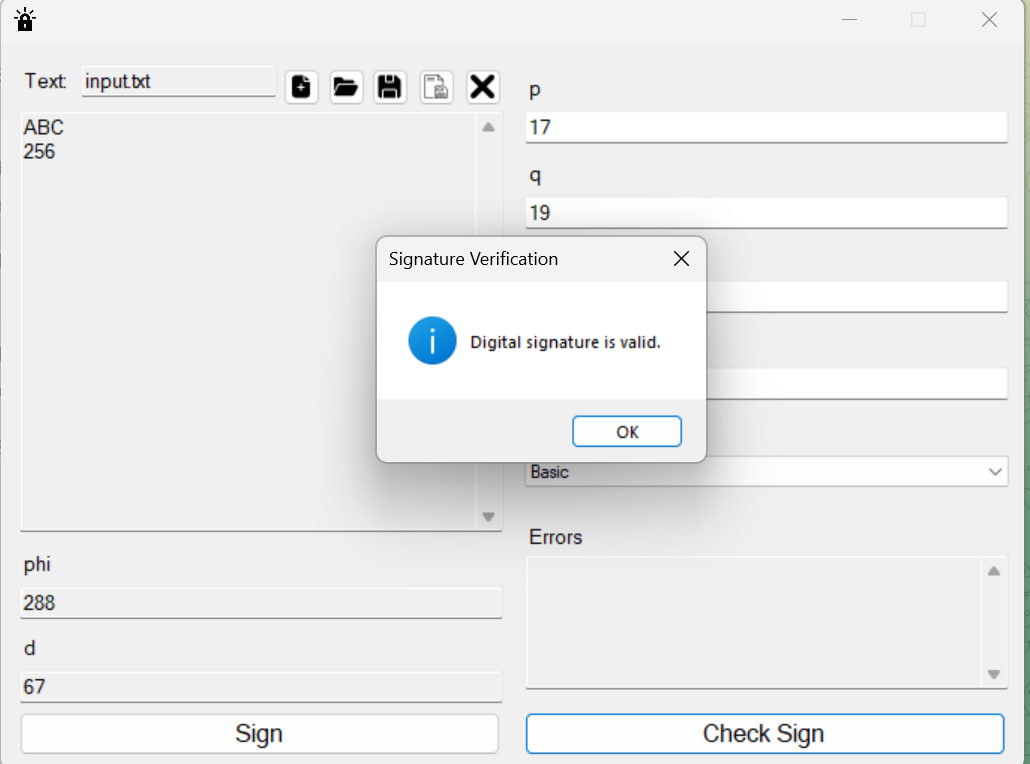 Text
input.txt
ABC
256
phi
288
d
67
Sign
p
17
q
19
Signature Verification
Digital signature is valid.
OK
Basic
Errors
Check Sign